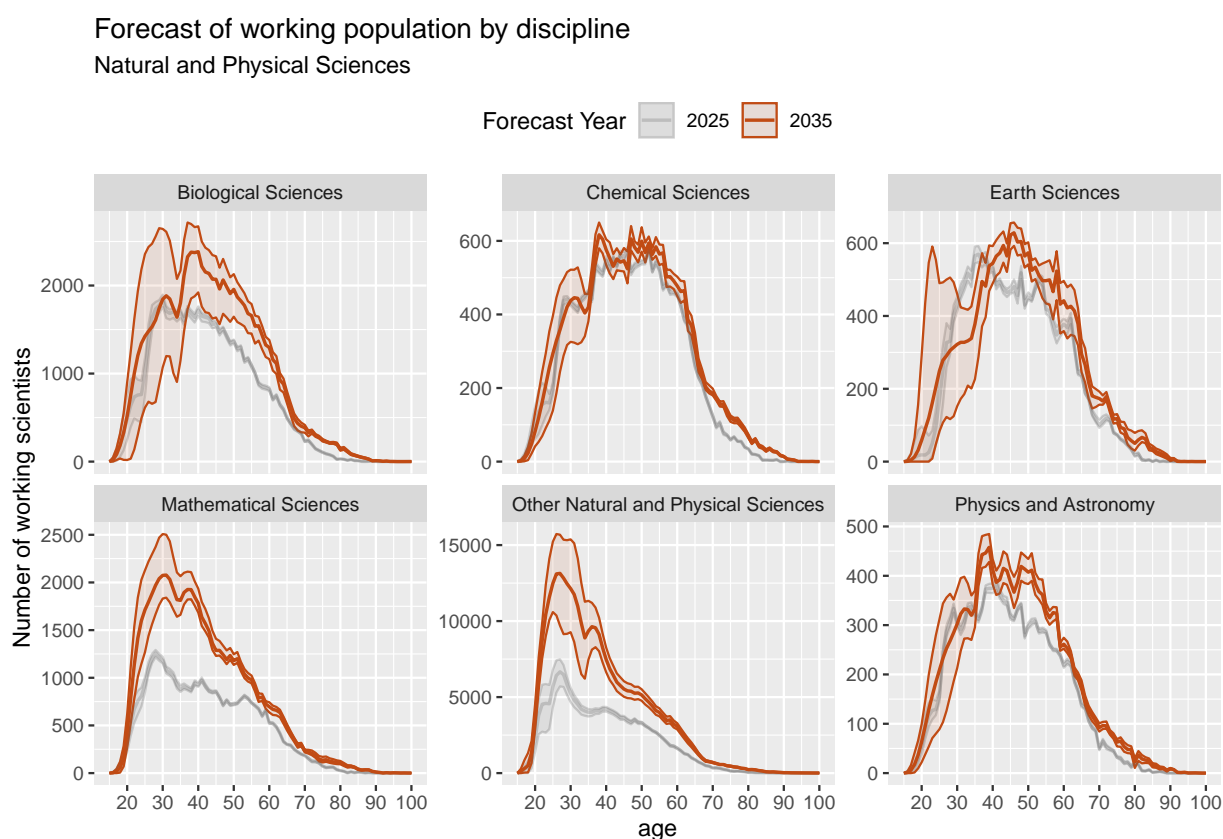 Forecast of working population by discipline
Natural and Physical Sciences
Forecast Year 2025 2035
Number of working scientists
Biological Sciences
2000
1000
0
Chemical Sciences
600
400
200
0
Earth Sciences
600
400
200
0
Mathematical Sciences
2500
2000
1500
1000
500
0
20 30 40 50 60 70 80 90 100
Other Natural and Physical Sciences
15000
10000
5000
0
20 30 40 50 60 70 80 90 100
Physics and Astronomy
500
400
300
200
100
0
20 30 40 50 60 70 80 90 100
age